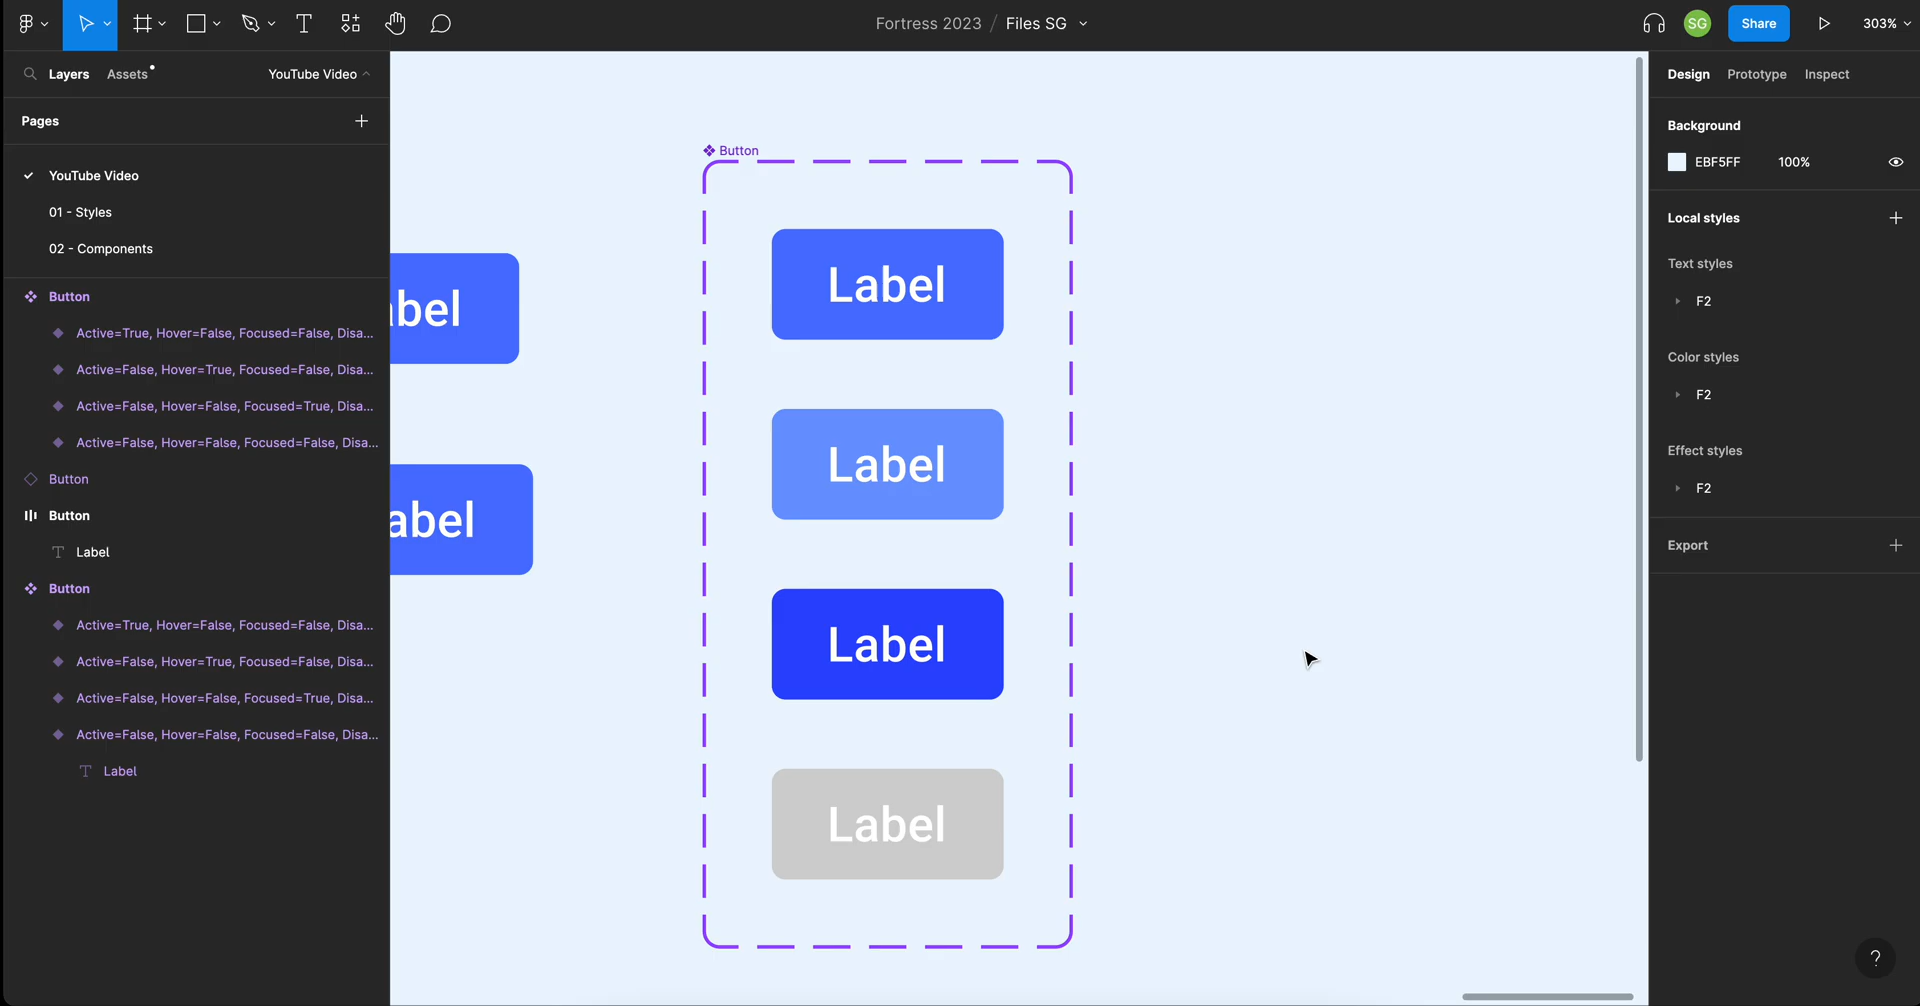 Fortress 2023 / Files SG
SG
Share
303%
Layers
Assets
YouTube Video
Pages
YouTube Video
01 - Styles
02 - Components
Button
Active=True, Hover=False, Focused=False, Disa...
Active=False, Hover=True, Focused=False, Disa...
Active=False, Hover=False, Focused=True, Disa...
Active=False, Hover=False, Focused=False, Disa...
Button
Button
Label
Button
Active=True, Hover=False, Focused=False, Disa...
Active=False, Hover=True, Focused=False, Disa...
Active=False, Hover=False, Focused=True, Disa...
Active=False, Hover=False, Focused=False, Disa...
Label
bel
abel
Button
Label
Label
Label
Label
Design
Prototype
Inspect
Background
EBF5FF
100%
Local styles
Text styles
F2
Color styles
F2
Effect styles
F2
Export
?